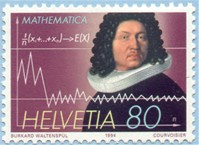 MATHEMATICA
1/n(x₁+...+xₙ)→E(X)
HELVETIA 80
n
BURKARD WALTENSPÜL 1994 COURVOISIER